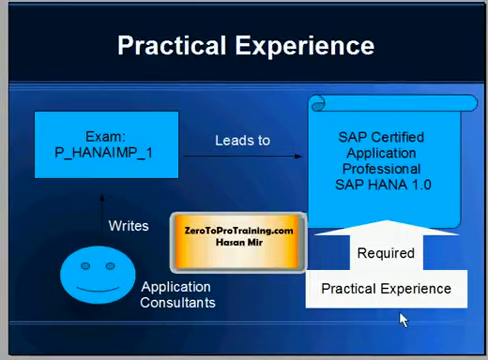 Practical Experience
Exam:
P_HANAIMP_1
Leads to
SAP Certified
Application
Professional
SAP HANA 1.0
Writes
ZeroToProTraining.com
Hasan Mir
Application
Consultants
Required
Practical Experience